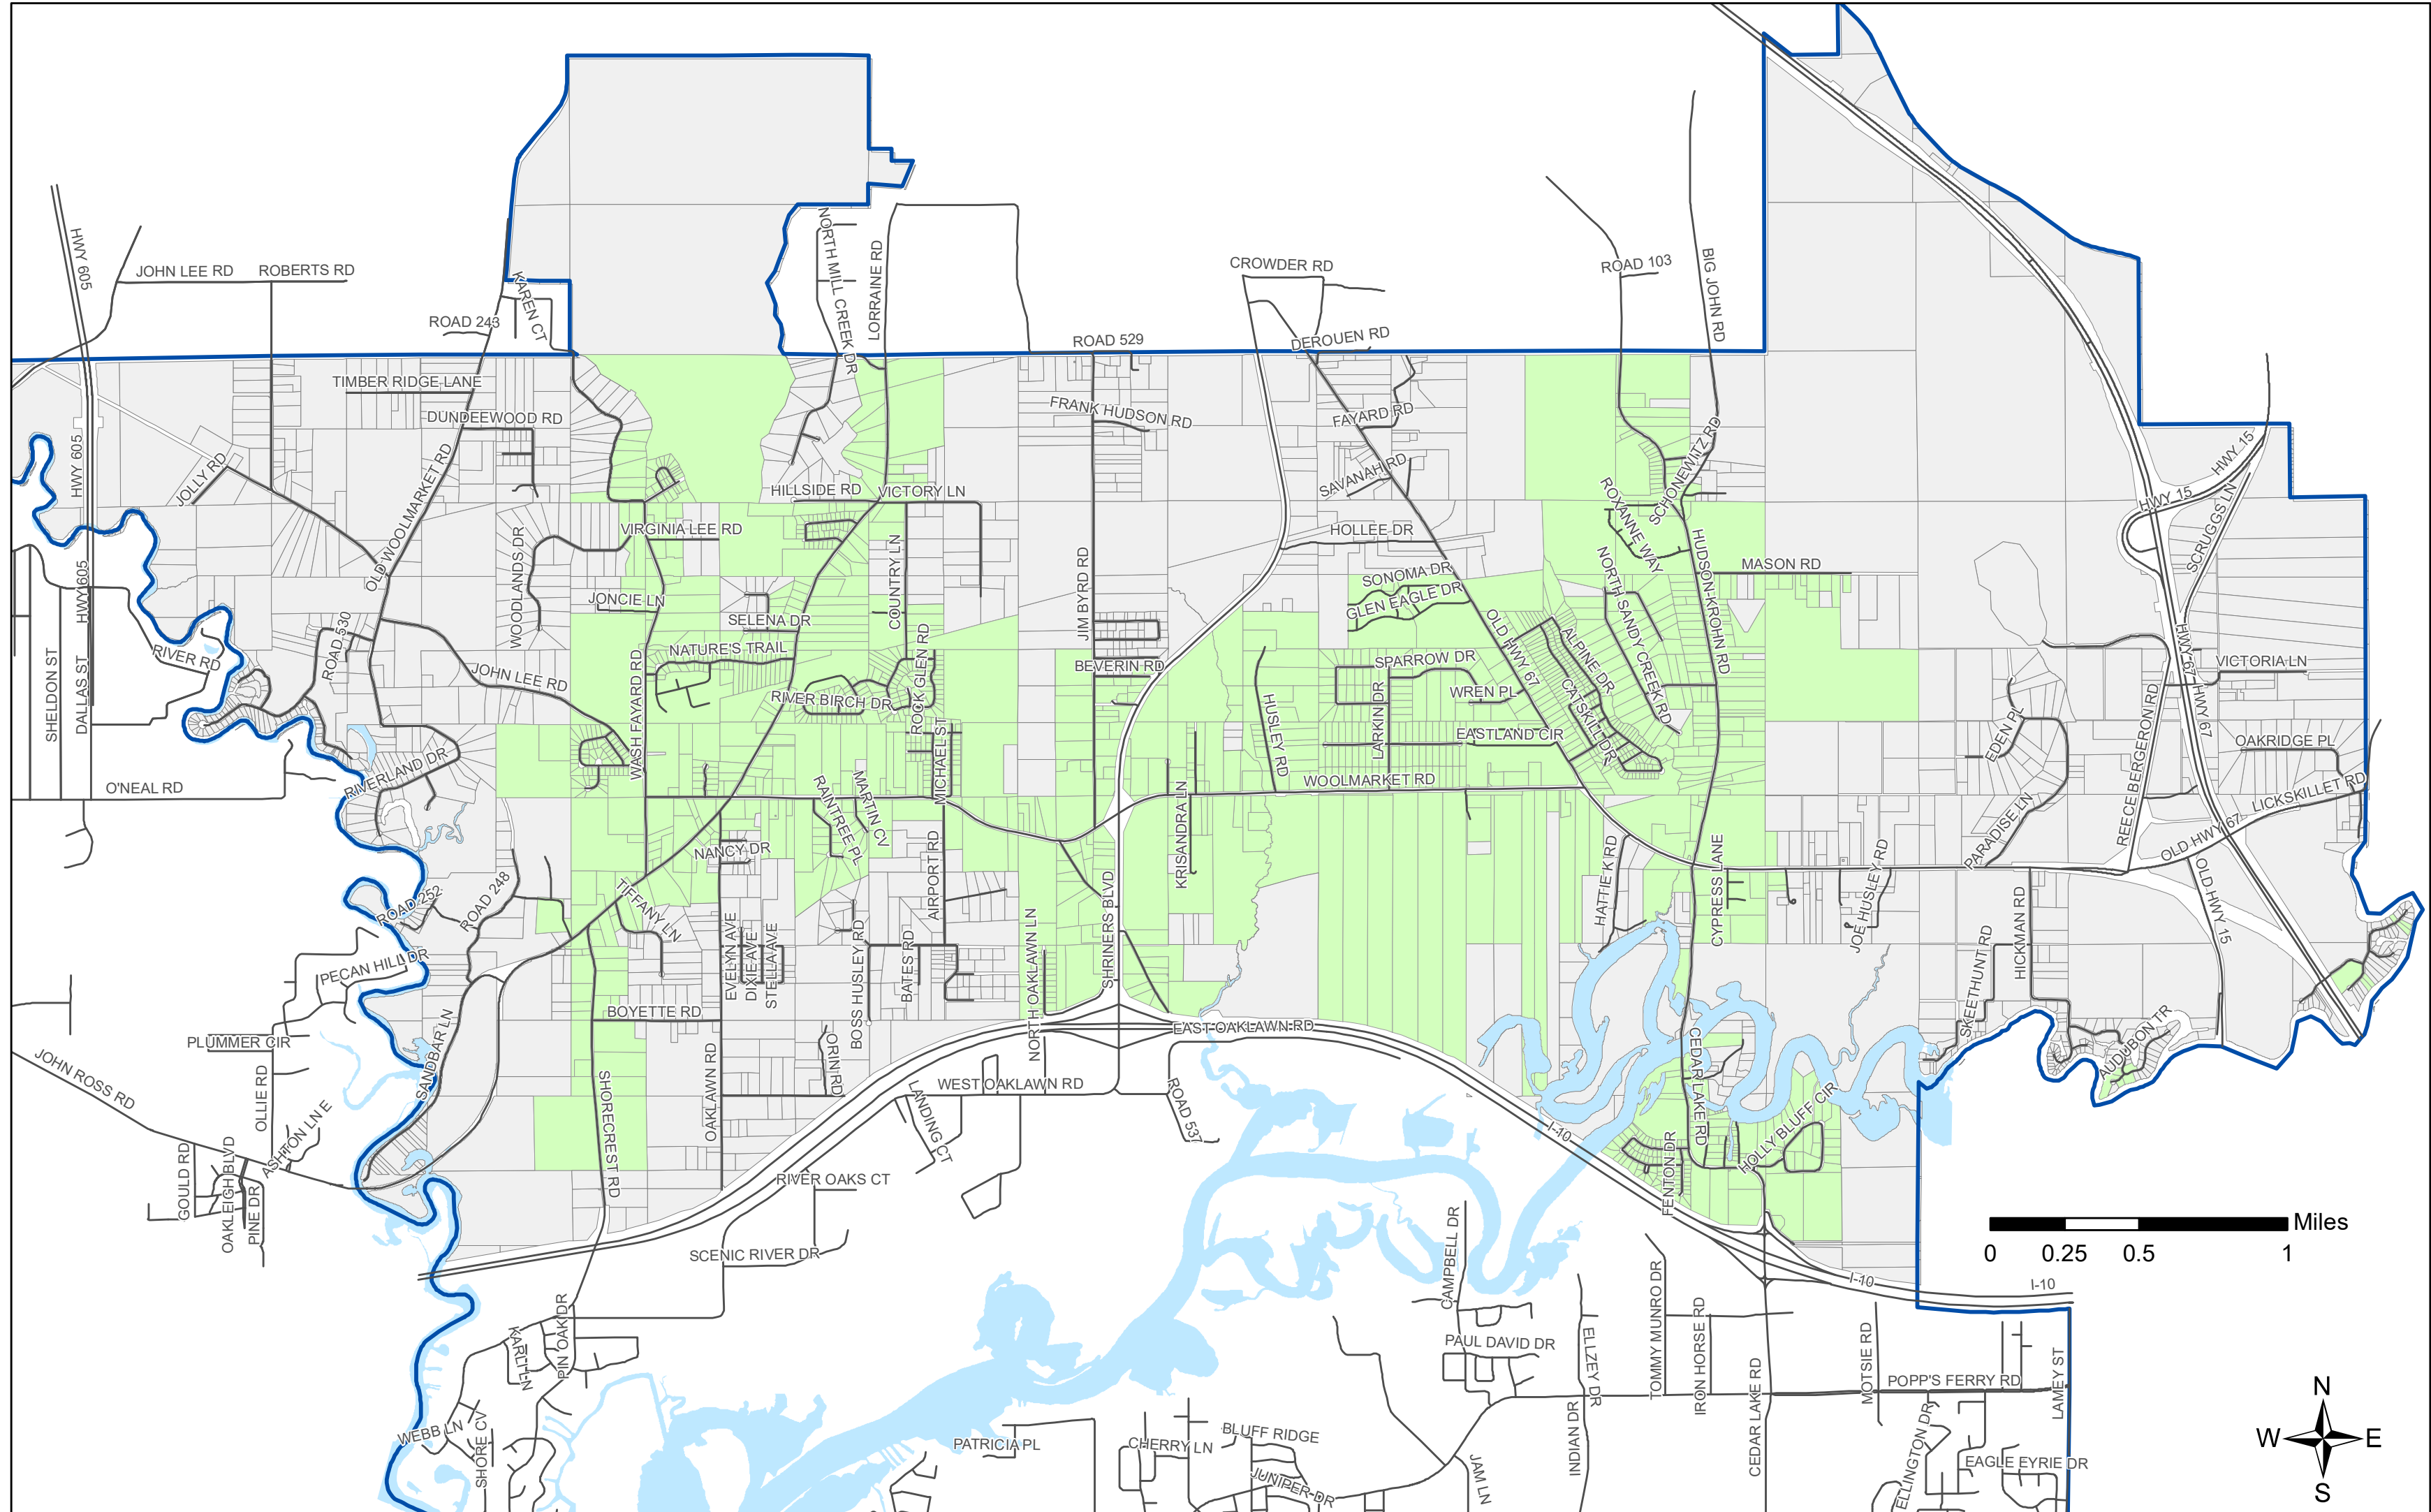 HWY 605
JOHN LEE RD
ROBERTS RD
ROAD 243
KAREN CT
NORTH MILL CREEK DR
LORRAINE RD
ROAD 529
CROWDER RD
DEROUEN RD
ROAD 103
BIG JOHN RD
TIMBER RIDGE LANE
DUNDEEWOOD RD
FRANK HUDSON RD
FAYARD RD
SAVANAH RD
SCHONEWITZ RD
ROXANNE WAY
HWY 15
HWY 15
SCRUGGS LN
HWY 605
JOLLY RD
OLD WOOLMARKET RD
HILLSIDE RD
VICTORY LN
VIRGINIA LEE RD
HOLLEE DR
WOODLANDS DR
COUNTRY LN
JIM BYRD RD
HUDSON-KROHN RD
MASON RD
HWY 605
JONCIE LN
SELENA DR
SONOMA DR
GLEN EAGLE DR
NORTH SANDY CREEK RD
OLD HWY 67
ALPINE DR
CATSKILL DR
ROAD 530
RIVER RD
SHELDON ST
DALLAS ST
JOHN LEE RD
WASH FAYARD RD
NATURE'S TRAIL
RIVER BIRCH DR
ROCK GLEN RD
MICHAEL ST
BEVERIN RD
HUSLEY RD
SPARROW DR
LARKIN DR
WREN PL
EASTLAND CIR
HWY 67
HWY 67
VICTORIA LN
EDEN PL
REECE BERGERON RD
OAKRIDGE PL
LICKSKILLET RD
O'NEAL RD
RIVERLAND DR
RAINTREE PL
MARTIN CV
KRISANDRA LN
WOOLMARKET RD
PARADISE LN
OLD HWY 67
OLD HWY 15
NANCY DR
AIRPORT RD
HATTIE K RD
CYPRESS LANE
JOE HUSLEY RD
HICKMAN RD
SKEETHUNT RD
ROAD 252
ROAD 248
TIFFANY LN
EVELYN AVE
DIXIE AVE
STELLA AVE
BOSS HUSLEY RD
BATES RD
NORTH OAKLAWN LN
SHRINERS BLVD
PECAN HILL DR
BOYETTE RD
EAST OAKLAWN RD
PLUMMER CIR
SANDBAR LN
OAKLAWN RD
ORIN RD
CEDAR LAKE RD
AUDUBON TR
JOHN ROSS RD
OLLIE RD
ASHTON LN E
SHORECREST RD
LANDING CT
WEST OAKLAWN RD
ROAD 537
I-10
FENTON DR
HOLLY BLUFF CIR
GOULD RD
OAKLEIGH BLVD
PINE DR
RIVER OAKS CT
SCENIC RIVER DR
CAMPBELL DR
Miles
0 0.25 0.5 1
I-10
I-10
KARLI LN
PIN OAK DR
PAUL DAVID DR
ELLZEY DR
TOMMY MUNRO DR
IRON HORSE RD
CEDAR LAKE RD
MOTSIE RD
POPP'S FERRY RD
LAMEY ST
WEBB LN
SHORE CV
PATRICIA PL
CHERRY LN
BLUFF RIDGE
JUNIPER DR
JAM LN
INDIAN DR
ELLINGTON DR
EAGLE EYRIE DR
N
W E
S